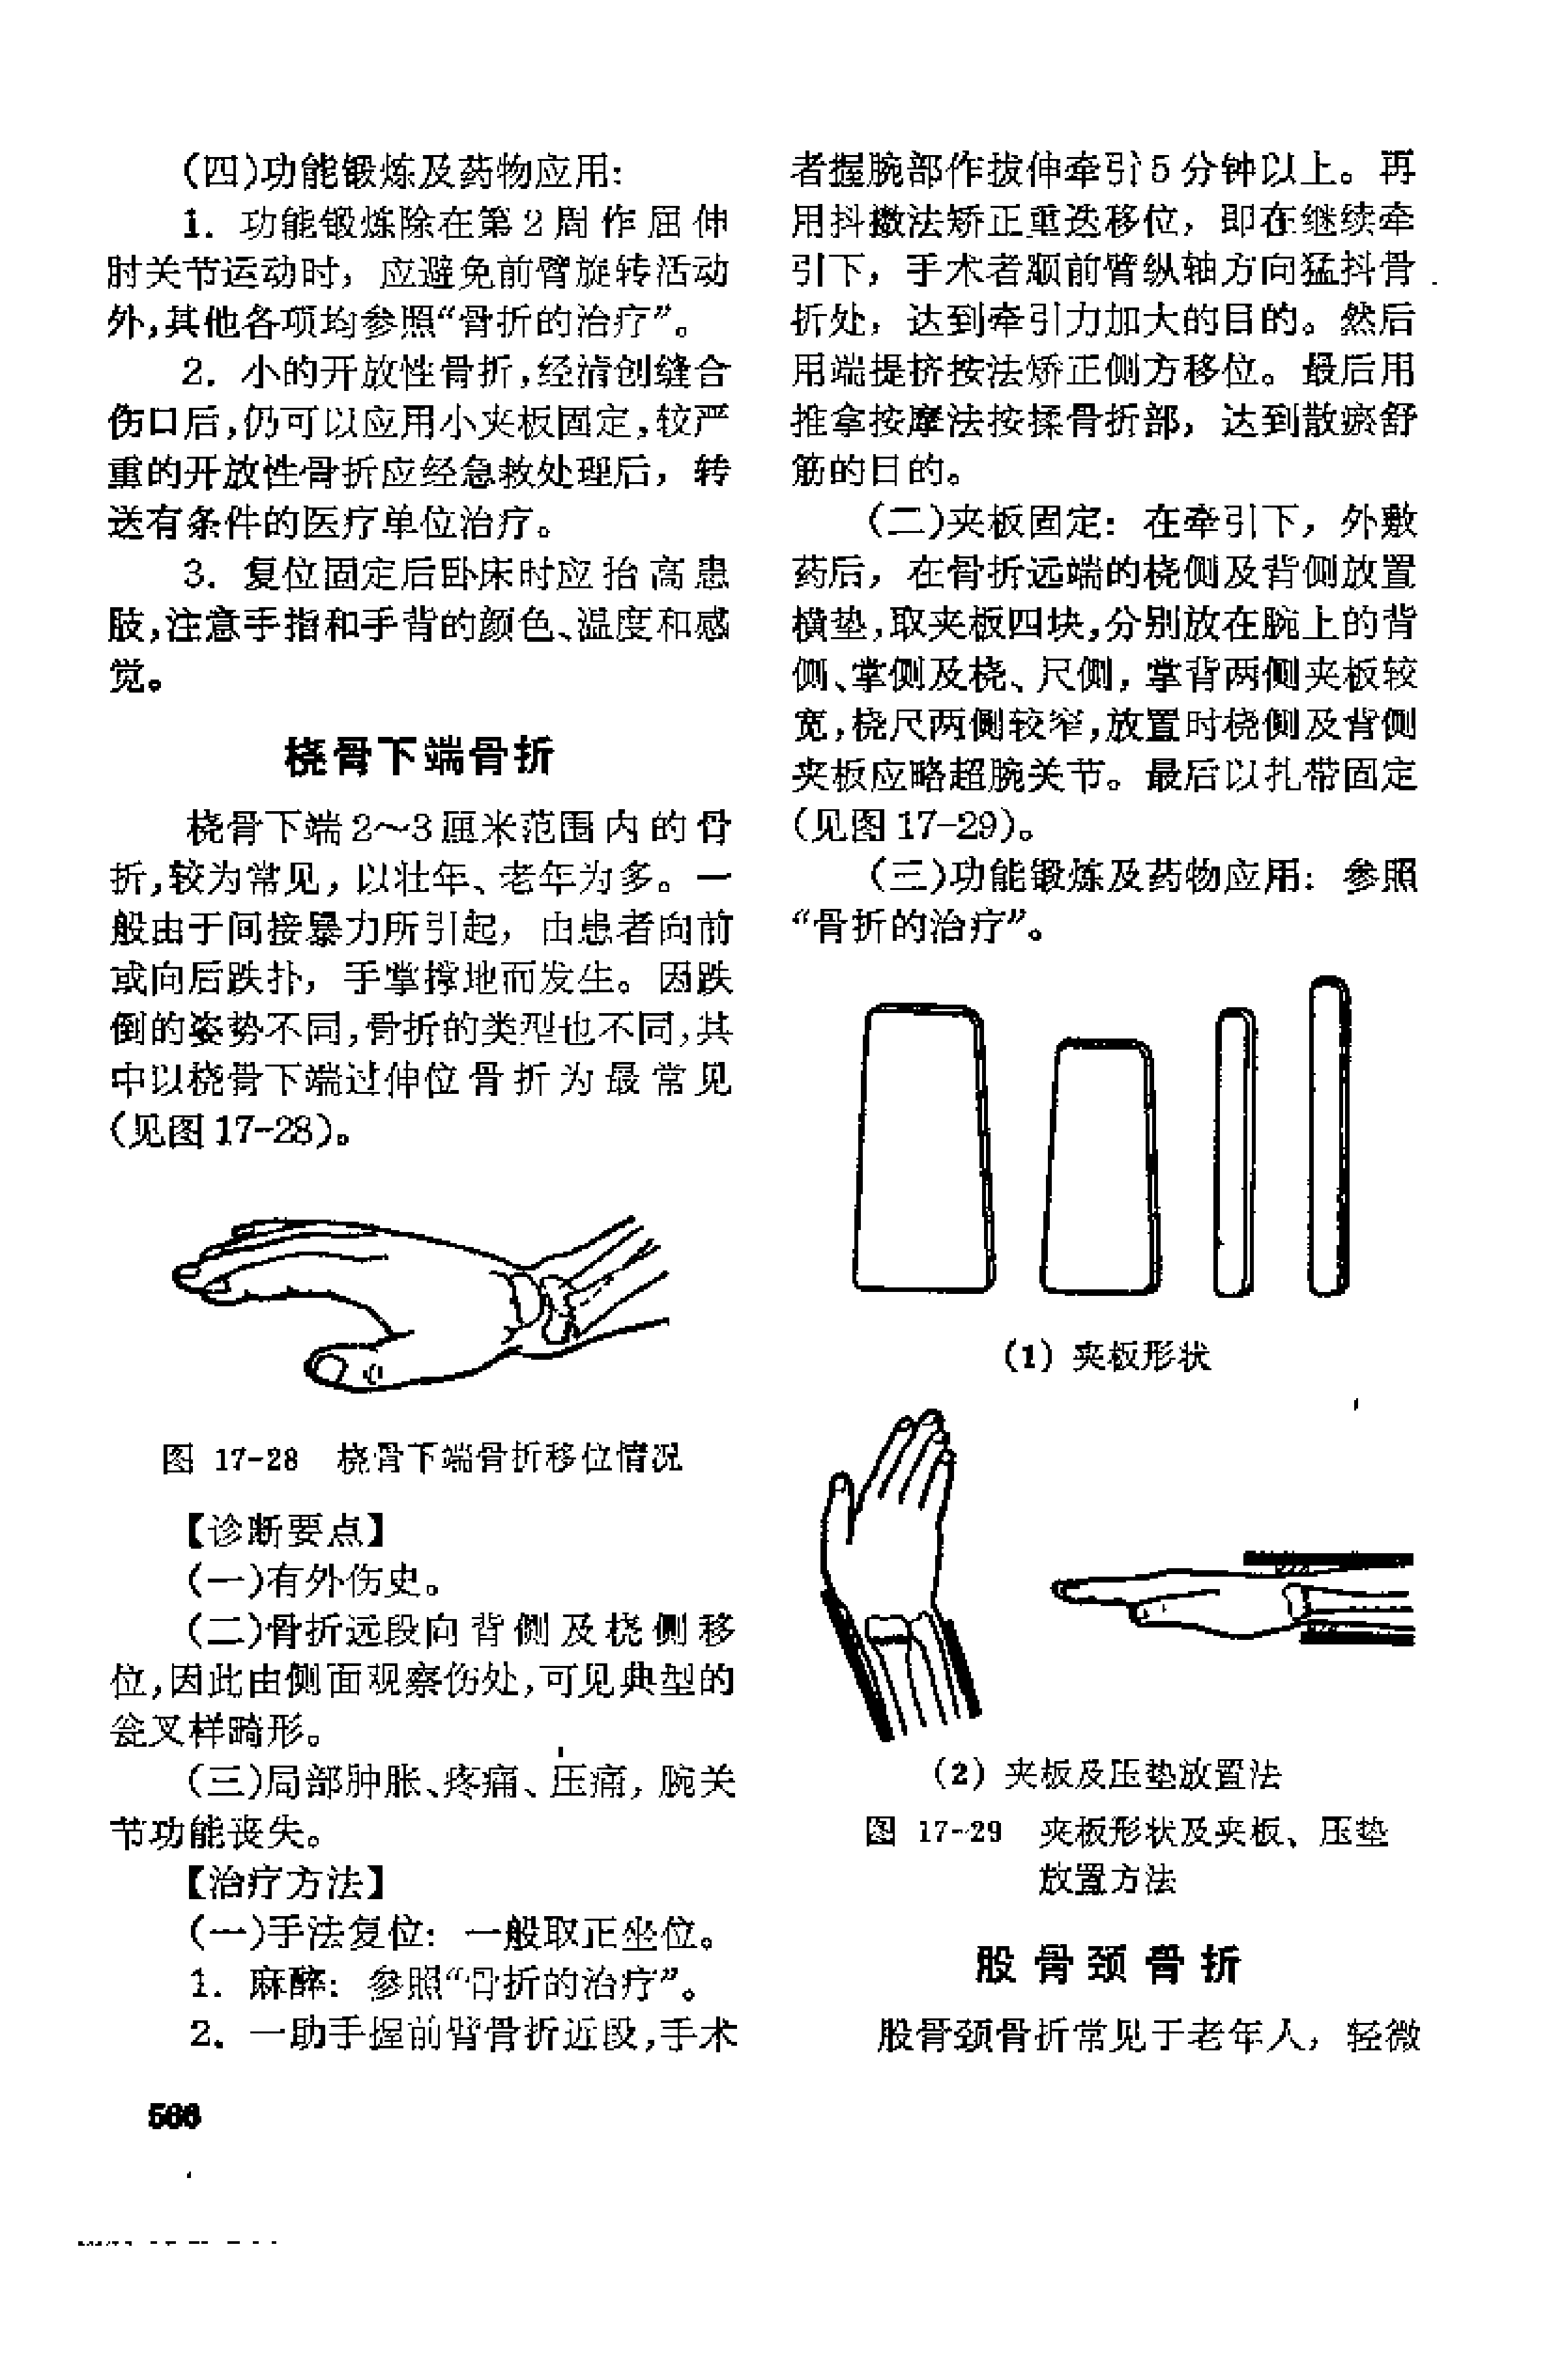 (四)功能锻炼及药物应用:
1. 功能锻炼除在第2周作屈伸
肘关节运动时，应避免前臂旋转活动
外,其他各项均参照“骨折的治疗”。
2. 小的开放性骨折,经清创缝合
伤口后,仍可以应用小夹板固定,较严
重的开放性骨折应经急救处理后，转
送有条件的医疗单位治疗。
3. 复位固定后卧床时应抬高患
肢,注意手指和手背的颜色、温度和感
觉。
桡骨下端骨折
桡骨下端2～3厘米范围内的骨
折,较为常见，以壮年、老年为多。一
般由于间接暴力所引起，由患者向前
或向后跌扑，手掌撑地而发生。因跌
倒的姿势不同,骨折的类型也不同,其
中以桡骨下端过伸位骨折为最常见
(见图17-28)。
图 17-28 桡骨下端骨折移位情况
【诊断要点】
(一)有外伤史。
(二)骨折远段向背侧及桡侧移
位,因此由侧面观察伤处,可见典型的
瓷叉样畸形。
(三)局部肿胀、疼痛、压痛，腕关
节功能丧失。
【治疗方法】
(一)手法复位：一般取正坐位。
1. 麻醉：参照“骨折的治疗”。
2. 一助手握前臂骨折近段,手术
者握腕部作拔伸牵引5分钟以上。再
用抖撤法矫正重迭移位，即在继续牵
引下，手术者顺前臂纵轴方向猛抖骨
折处，达到牵引力加大的目的。然后
用端提挤按法矫正侧方移位。最后用
推拿按摩法按揉骨折部，达到散瘀舒
筋的目的。
(二)夹板固定：在牵引下，外敷
药后，在骨折远端的桡侧及背侧放置
横垫,取夹板四块,分别放在腕上的背
侧、掌侧及桡、尺侧，掌背两侧夹板较
宽,桡尺两侧较窄,放置时桡侧及背侧
夹板应略超腕关节。最后以扎带固定
(见图17-29)。
(三)功能锻炼及药物应用：参照
“骨折的治疗”。
(1) 夹板形状
(2) 夹板及压垫放置法
图 17-29 夹板形状及夹板、压垫
放置方法
股骨颈骨折
股骨颈骨折常见于老年人，轻微